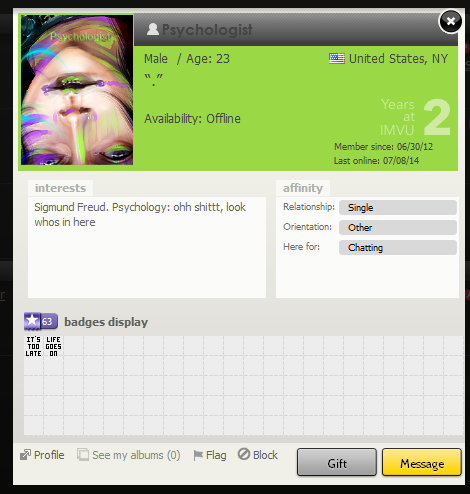 Psychologist
Psychologist
Male / Age: 23
United States, NY
“.”
Availability: Offline
Years
at
IMVU
2
Member since: 06/30/12
Last online: 07/08/14
interests
Sigmund Freud. Psychology: ohh shittt, look
whos in here
affinity
Relationship: Single
Orientation: Other
Here for: Chatting
63 badges display
IT'S TOO LATE
LIFE GOES ON
Profile
See my albums (0)
Flag
Block
Gift
Message